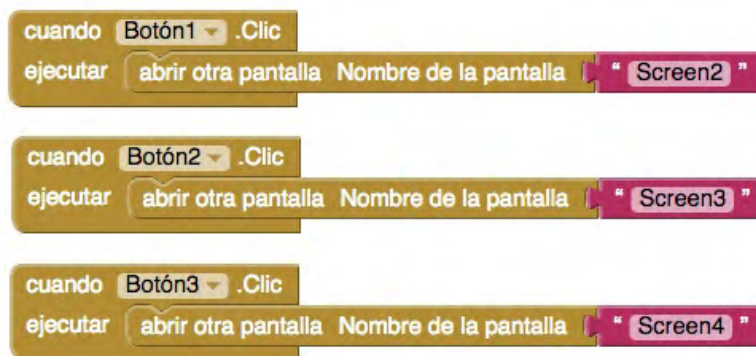 cuando Botón1 .Clic
ejecutar abrir otra pantalla Nombre de la pantalla “ Screen2 ”
cuando Botón2 .Clic
ejecutar abrir otra pantalla Nombre de la pantalla “ Screen3 ”
cuando Botón3 .Clic
ejecutar abrir otra pantalla Nombre de la pantalla “ Screen4 ”